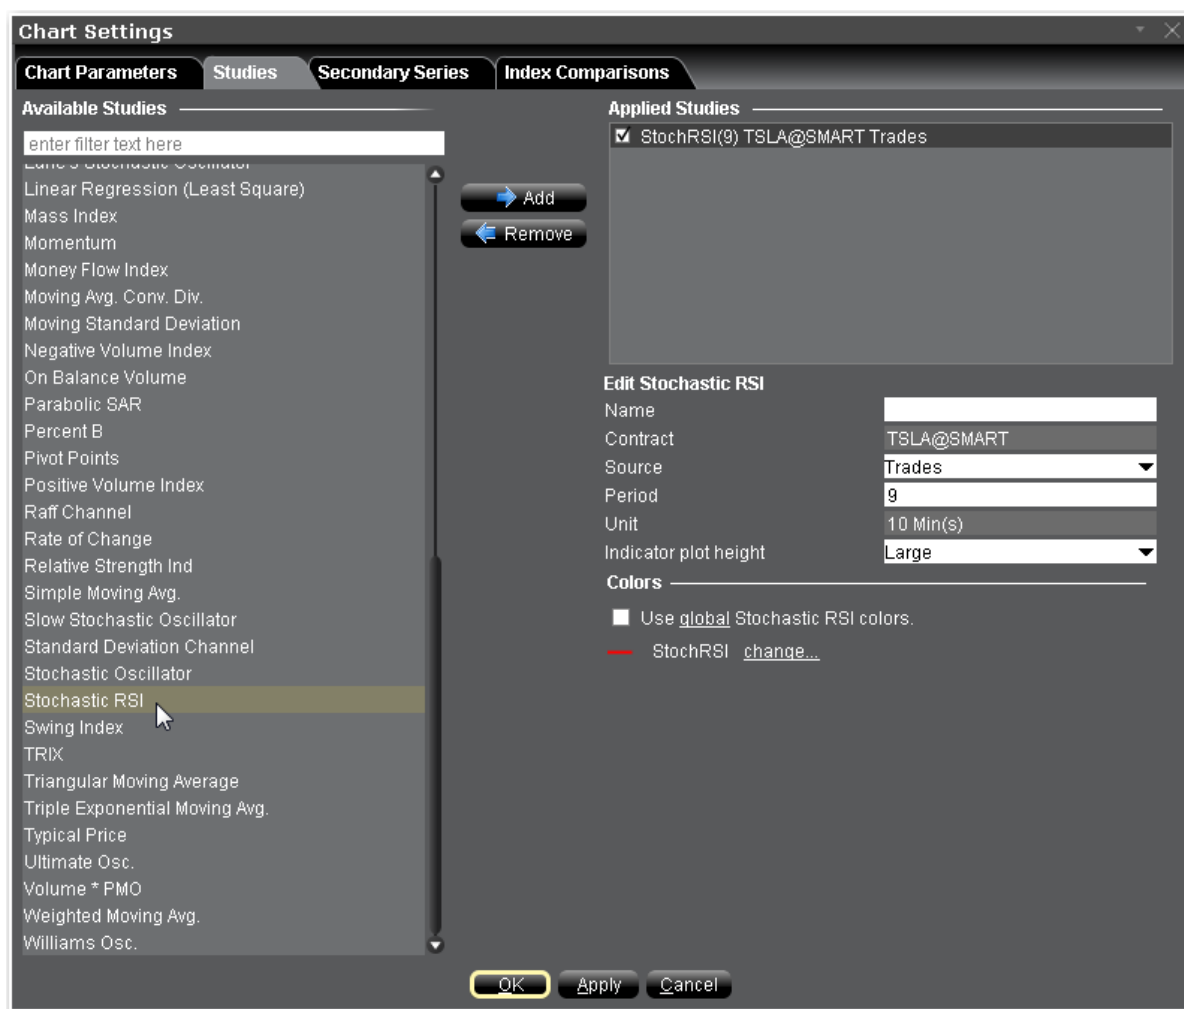 Chart Settings
Chart Parameters
Studies
Secondary Series
Index Comparisons
Available Studies
enter filter text here
Lane's Stochastic Oscillator
Linear Regression (Least Square)
Mass Index
Momentum
Money Flow Index
Moving Avg. Conv. Div.
Moving Standard Deviation
Negative Volume Index
On Balance Volume
Parabolic SAR
Percent B
Pivot Points
Positive Volume Index
Raff Channel
Rate of Change
Relative Strength Ind
Simple Moving Avg.
Slow Stochastic Oscillator
Standard Deviation Channel
Stochastic Oscillator
Stochastic RSI
Swing Index
TRIX
Triangular Moving Average
Triple Exponential Moving Avg.
Typical Price
Ultimate Osc.
Volume * PMO
Weighted Moving Avg.
Williams Osc.
Add
Remove
Applied Studies
StochRSI(9) TSLA@SMART Trades
Edit Stochastic RSI
Name
Contract TSLA@SMART
Source Trades
Period 9
Unit 10 Min(s)
Indicator plot height Large
Colors
Use global Stochastic RSI colors.
StochRSI change...
OK Apply Cancel